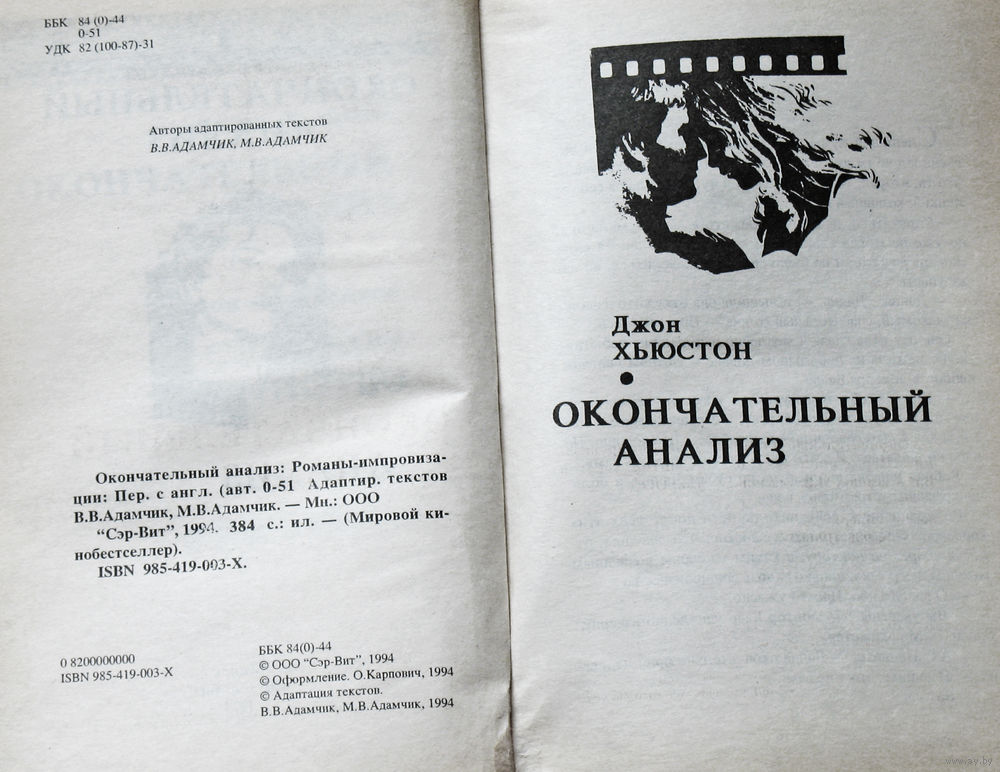 ББК 84 (0)-44
0-51
УДК 82 (100-87)-31
Авторы адаптированных текстов
В.В.АДАМЧИК, М.В.АДАМЧИК
Окончательный анализ: Романы-импровиза-
ции: Пер. с англ. (авт. 0-51 Адаптир. текстов
В.В.Адамчик, М.В.Адамчик. — Мн.: ООО
“Сэр-Вит”, 1994. 384 с.: ил. — (Мировой ки-
нобестселлер).
ISBN 985-419-003-X.
0 8200000000
ISBN 985-419-003-X
ББК 84(0)-44
© ООО “Сэр-Вит”, 1994
© Оформление. О.Карпович, 1994
© Адаптация текстов.
В.В.Адамчик, М.В.Адамчик, 1994
Джон
ХЬЮСТОН
ОКОНЧАТЕЛЬНЫЙ
АНАЛИЗ
www.ay.by